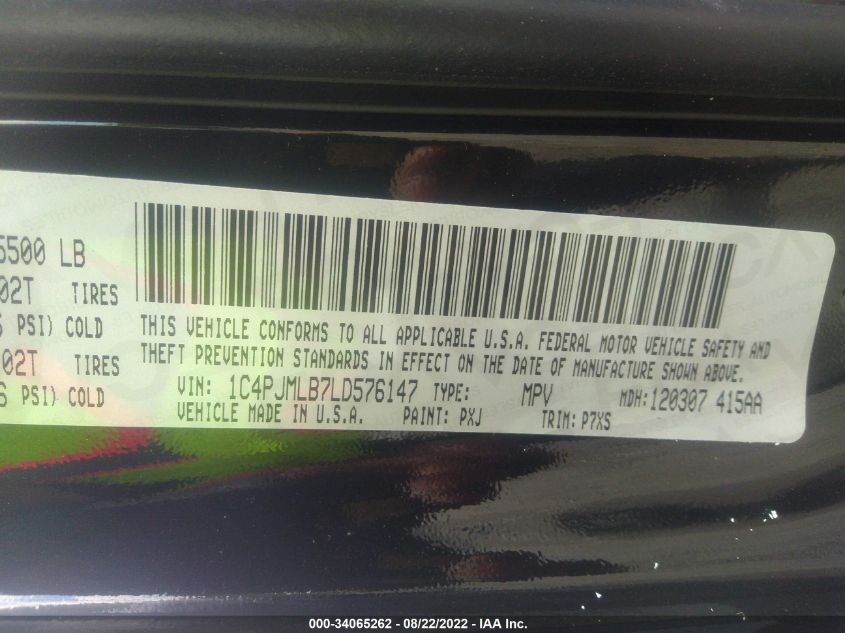 5500 LB
02T TIRES
PSI) COLD
02T TIRES
PSI) COLD
THIS VEHICLE CONFORMS TO ALL APPLICABLE U.S.A. FEDERAL MOTOR VEHICLE SAFETY AND
THEFT PREVENTION STANDARDS IN EFFECT ON THE DATE OF MANUFACTURE SHOWN ABOVE.
VIN: 1C4PJMLB7LD576147 TYPE: MPV MDH:120307 415AA
VEHICLE MADE IN U.S.A. PAINT: PXJ TRIM: P7XS
000-34065262 - 08/22/2022 - IAA Inc.